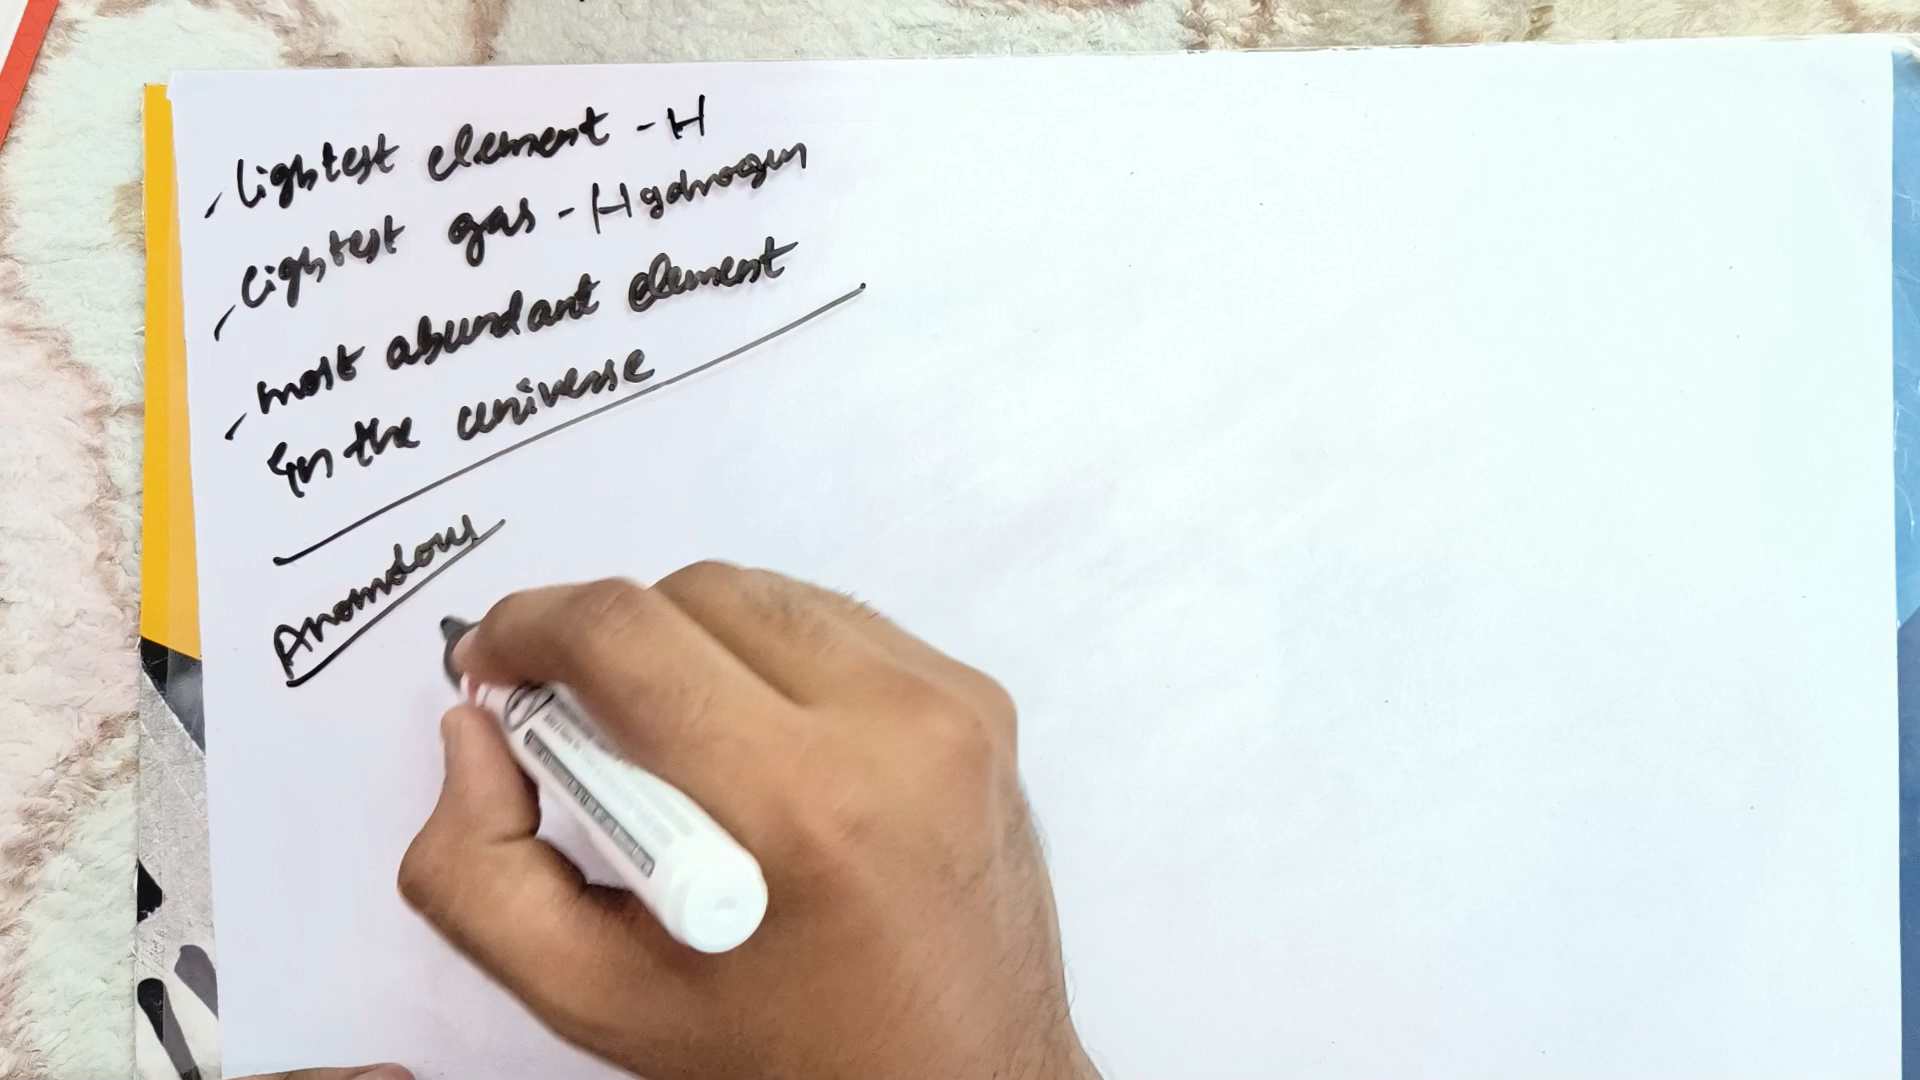 Lightest element - H
Lightest gas - Hydrogen
most abundant element
in the universe
Anomalous